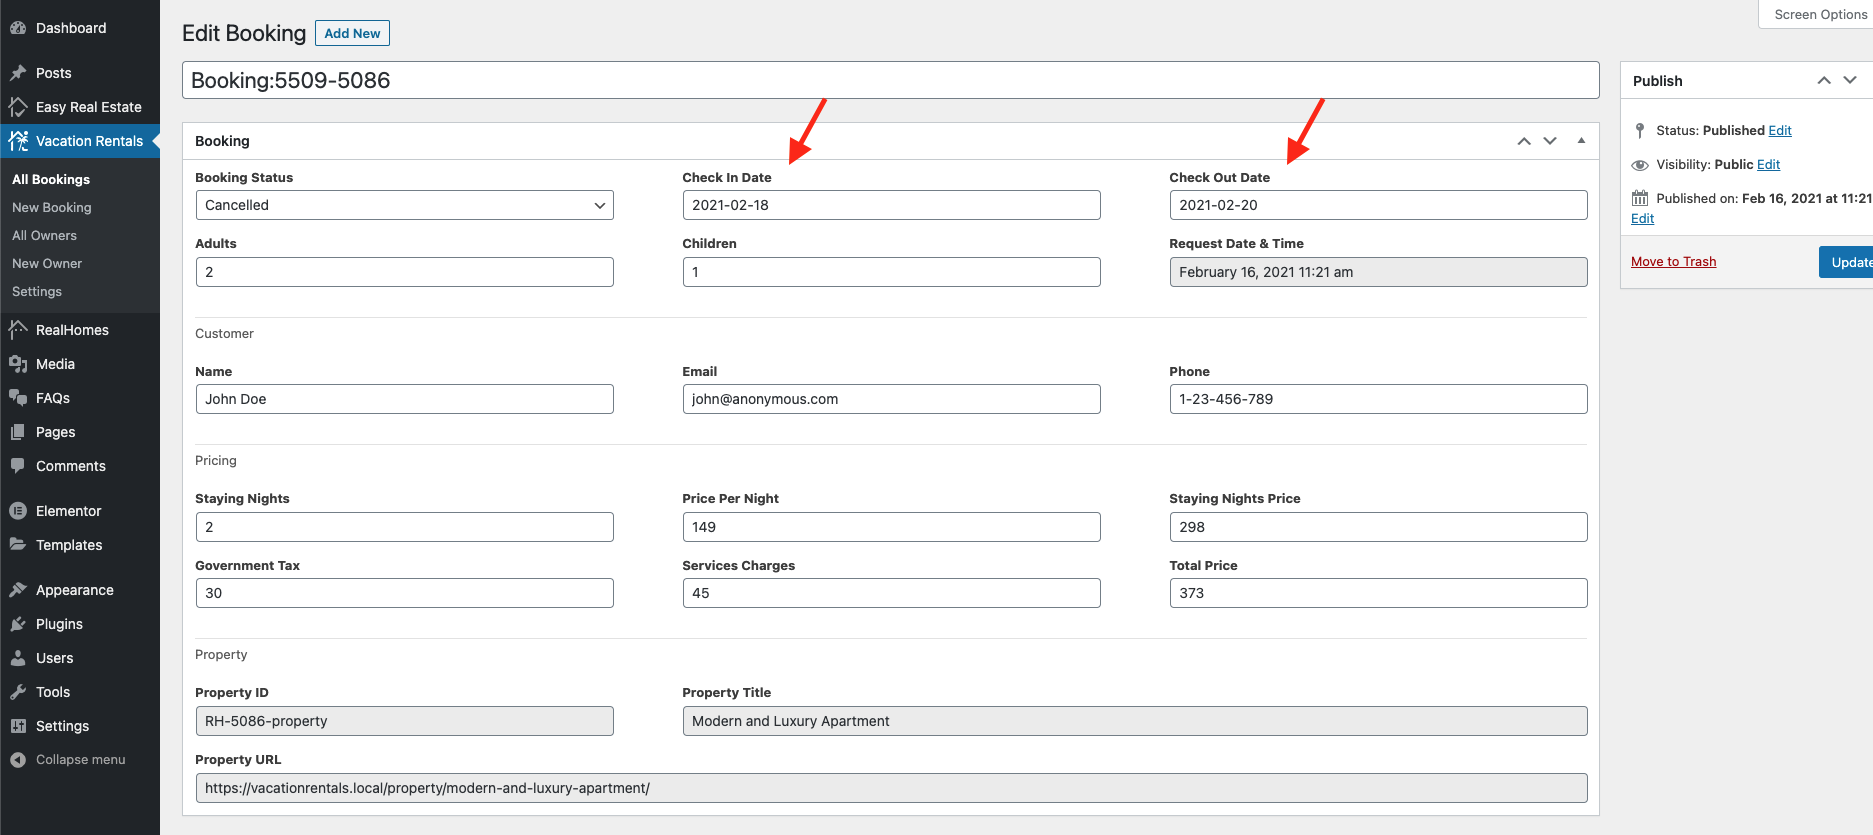 Dashboard
Posts
Easy Real Estate
Vacation Rentals
All Bookings
New Booking
All Owners
New Owner
Settings
RealHomes
Media
FAQs
Pages
Comments
Elementor
Templates
Appearance
Plugins
Users
Tools
Settings
Collapse menu
Screen Options
Edit Booking Add New
Booking:5509-5086
Booking
Booking Status Check In Date Check Out Date
Cancelled 2021-02-18 2021-02-20
Adults Children Request Date & Time
2 1 February 16, 2021 11:21 am
Customer
Name Email Phone
John Doe john@anonymous.com 1-23-456-789
Pricing
Staying Nights Price Per Night Staying Nights Price
2 149 298
Government Tax Services Charges Total Price
30 45 373
Property
Property ID Property Title
RH-5086-property Modern and Luxury Apartment
Property URL
https://vacationrentals.local/property/modern-and-luxury-apartment/
Publish
Status: Published Edit
Visibility: Public Edit
Published on: Feb 16, 2021 at 11:21
Edit
Move to Trash Update